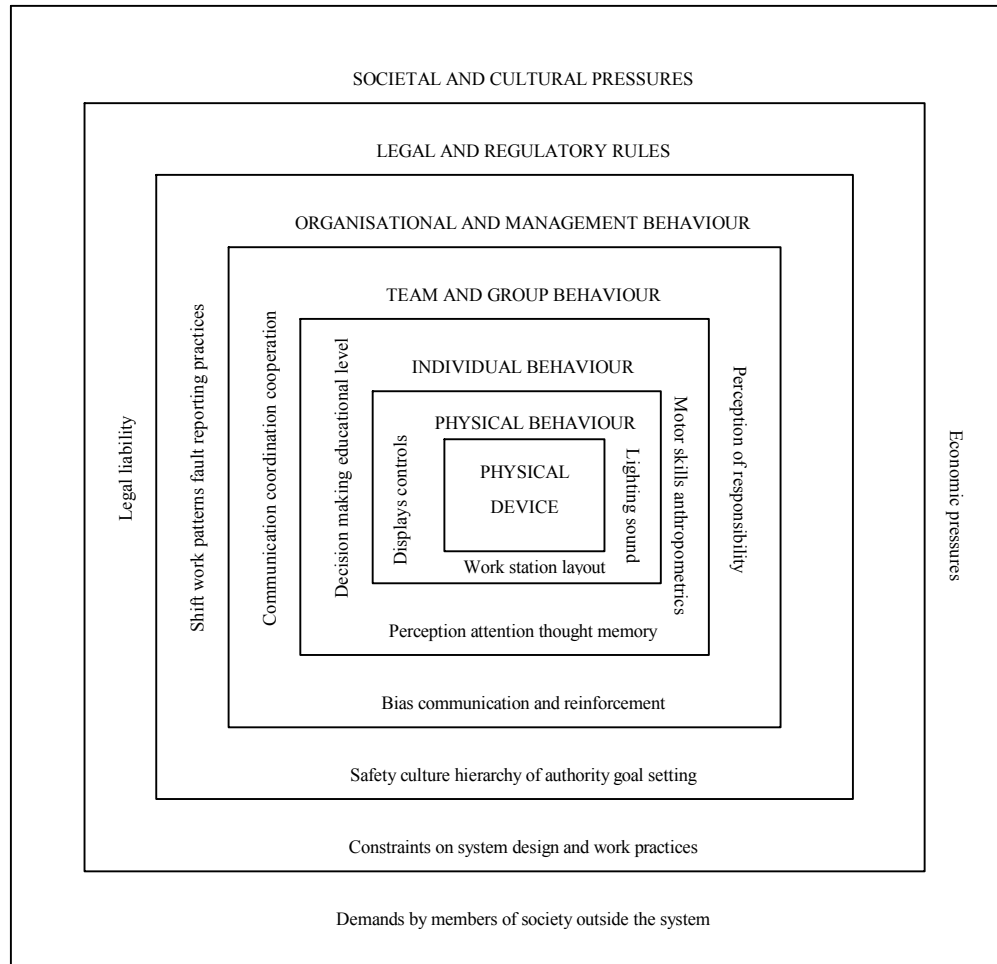 SOCIETAL AND CULTURAL PRESSURES
LEGAL AND REGULATORY RULES
ORGANISATIONAL AND MANAGEMENT BEHAVIOUR
TEAM AND GROUP BEHAVIOUR
INDIVIDUAL BEHAVIOUR
PHYSICAL BEHAVIOUR
PHYSICAL
DEVICE
Legal liability
Shift work patterns fault reporting practices
Communication coordination cooperation
Decision making educational level
Displays controls
Lighting sound
Motor skills anthropometrics
Perception of responsibility
Economic pressures
Work station layout
Perception attention thought memory
Bias communication and reinforcement
Safety culture hierarchy of authority goal setting
Constraints on system design and work practices
Demands by members of society outside the system